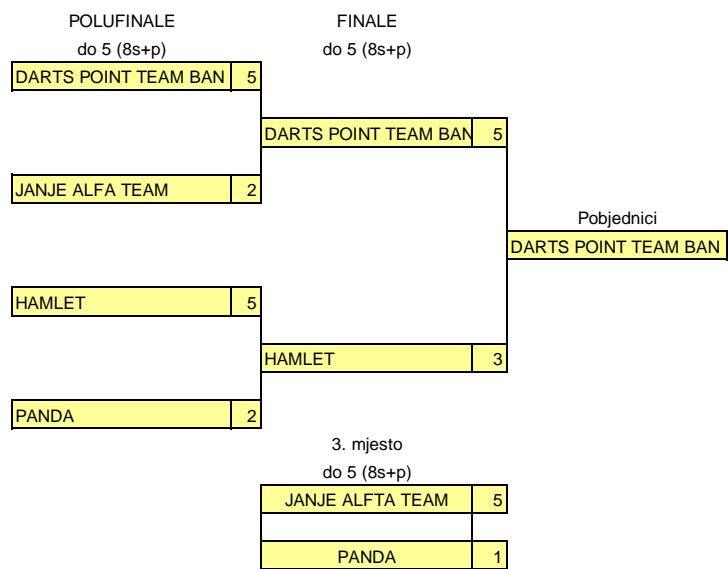 POLUFINALE FINALE
do 5 (8s+p) do 5 (8s+p)
DARTS POINT TEAM BAN 5
DARTS POINT TEAM BAN 5
JANJE ALFA TEAM 2
Pobjednici
DARTS POINT TEAM BAN
HAMLET 5
HAMLET 3
PANDA 2
3. mjesto
do 5 (8s+p)
JANJE ALFTA TEAM 5
PANDA 1